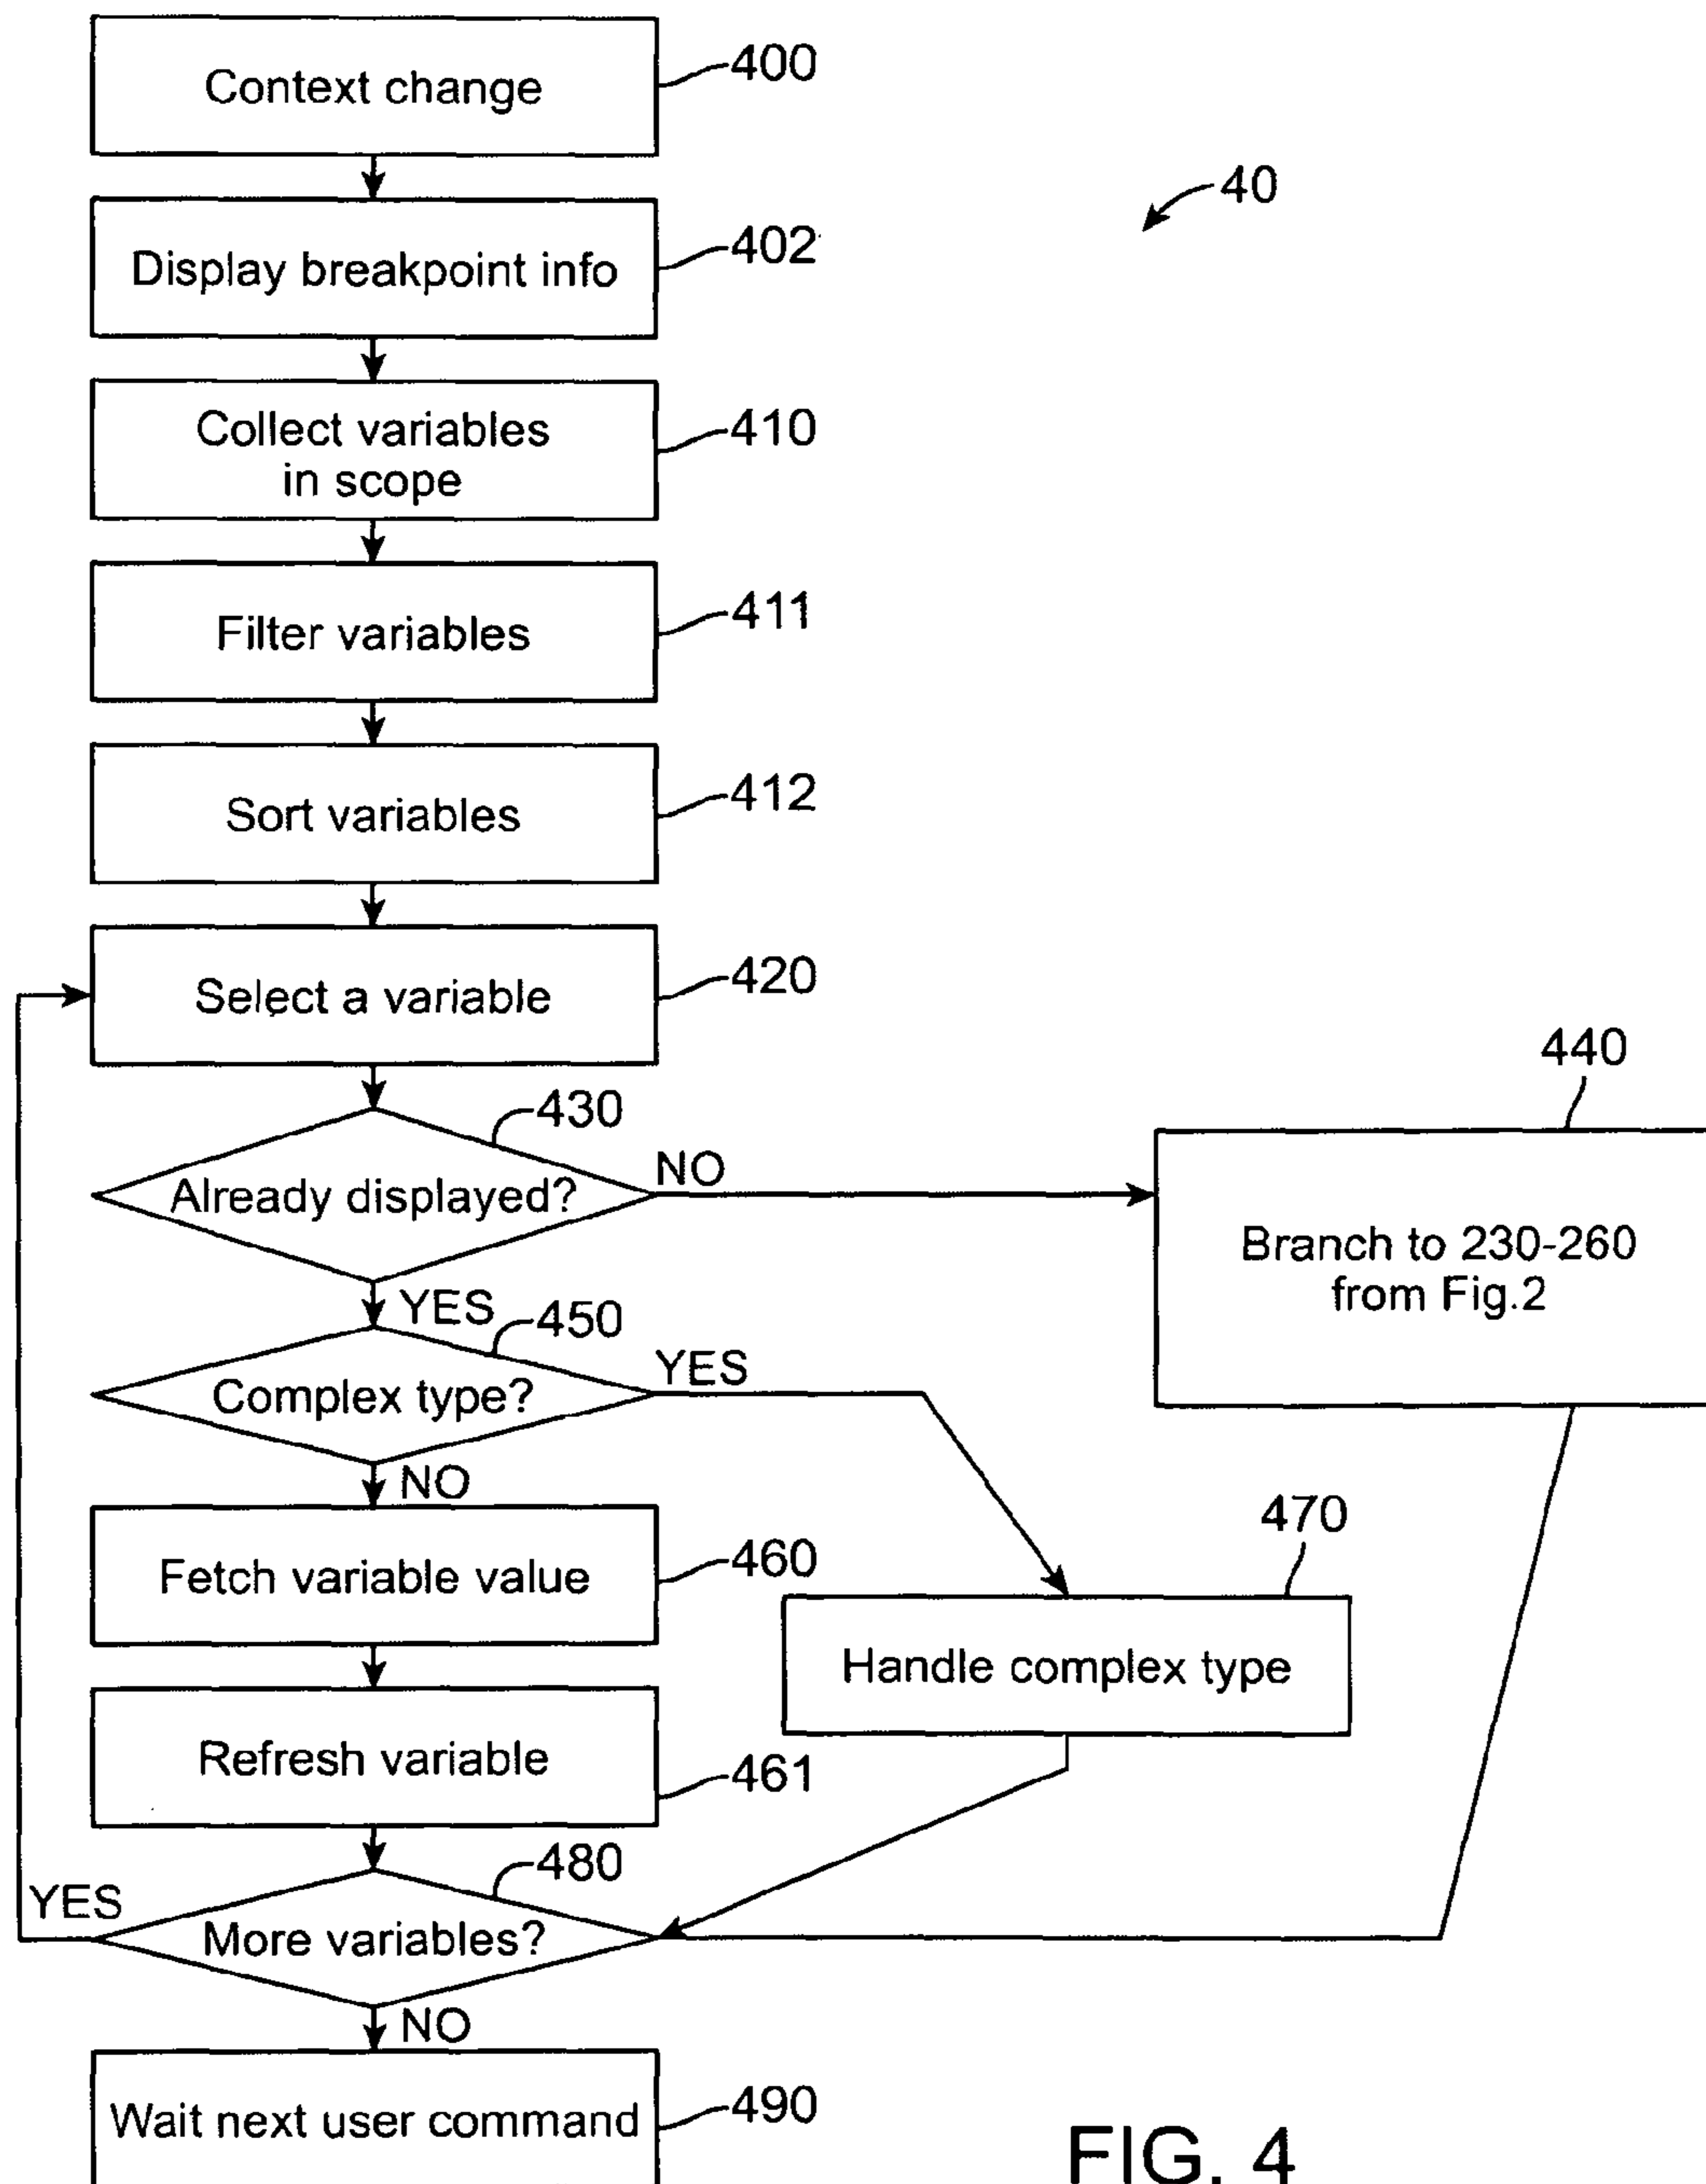 Context change
400
40
Display breakpoint info
402
Collect variables
in scope
410
Filter variables
411
Sort variables
412
Select a variable
420
440
430
Already displayed?
NO
Branch to 230-260
from Fig.2
YES
450
Complex type?
YES
NO
Fetch variable value
460
470
Handle complex type
Refresh variable
461
480
YES
More variables?
NO
Wait next user command
490
FIG. 4